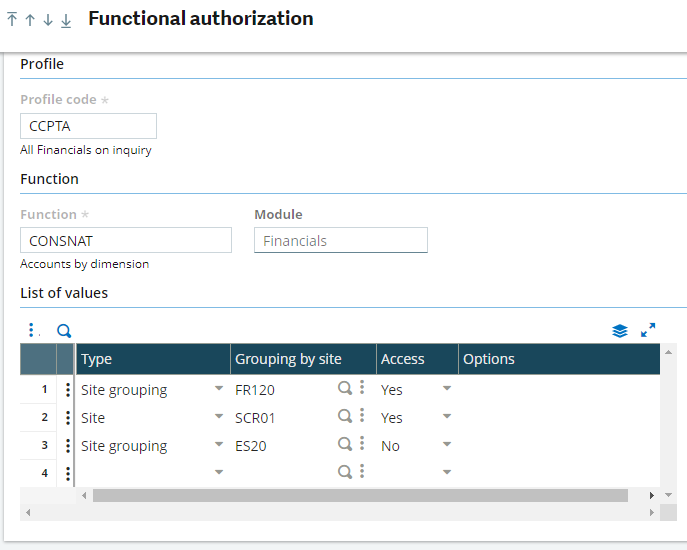 Functional authorization
Profile
Profile code *
CCPTA
All Financials on inquiry
Function
Function * Module
CONSNAT Financials
Accounts by dimension
List of values
Type Grouping by site Access Options
1 Site grouping FR120 Yes
2 Site SCR01 Yes
3 Site grouping ES20 No
4